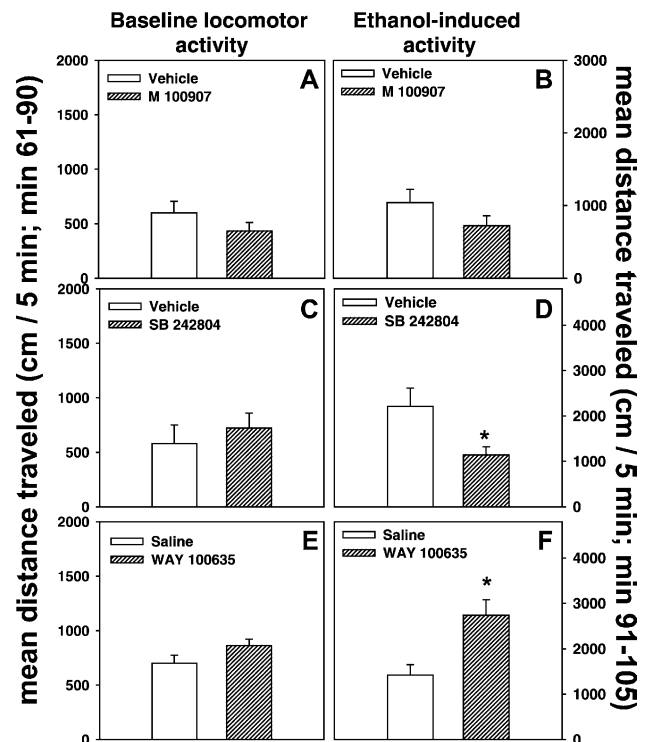 Baseline locomotor
activity
Ethanol-induced
activity
mean distance traveled (cm / 5 min; min 61-90)
2000
1500
1000
500
0
Vehicle
M 100907
A
Vehicle
M 100907
B
3000
2000
1000
0
2000
1500
1000
500
0
Vehicle
SB 242804
C
Vehicle
SB 242804
D
4000
3000
2000
1000
0
*
2000
1500
1000
500
0
Saline
WAY 100635
E
Saline
WAY 100635
F
4000
3000
2000
1000
0
*
mean distance traveled (cm / 5 min; min 91-105)